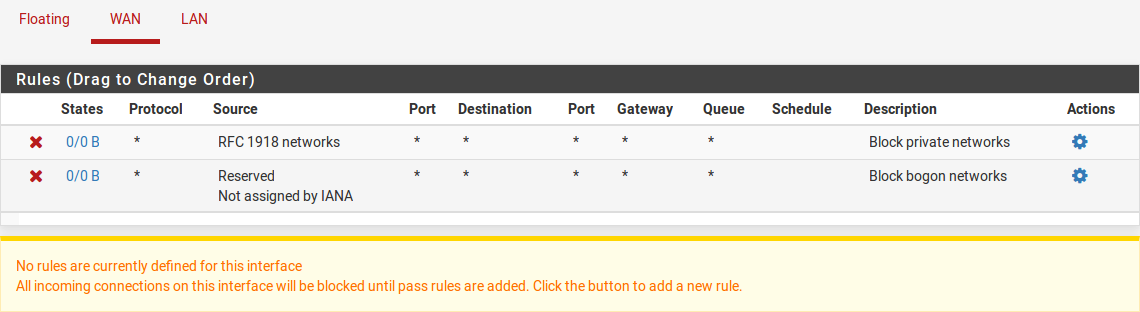 Floating WAN LAN
Rules (Drag to Change Order)
States Protocol Source Port Destination Port Gateway Queue Schedule Description Actions
0/0 B * RFC 1918 networks * * * * * Block private networks
0/0 B * Reserved * * * * * Block bogon networks
Not assigned by IANA
No rules are currently defined for this interface
All incoming connections on this interface will be blocked until pass rules are added. Click the button to add a new rule.